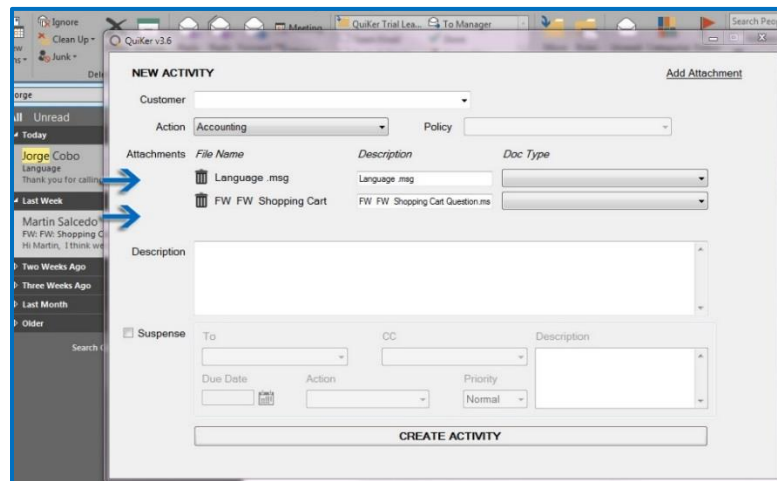 Ignore
Clean Up
Junk
Meeting
QuiKer Trial Lea...
To Manager
Search Peo
QuiKer v3.6
NEW ACTIVITY
Add Attachment
Customer
Action Accounting Policy
Attachments File Name Description Doc Type
Language .msg Language .msg
FW FW Shopping Cart FW FW Shopping Cart Question.ms
Description
Suspense To CC Description
Due Date Action Priority
Normal
CREATE ACTIVITY
orge
All Unread
Today
Jorge Cobo
Language
Thank you for calling
Last Week
Martin Salcedo
FW: FW: Shopping C
Hi Martin, I think we
Two Weeks Ago
Three Weeks Ago
Last Month
Older
Search